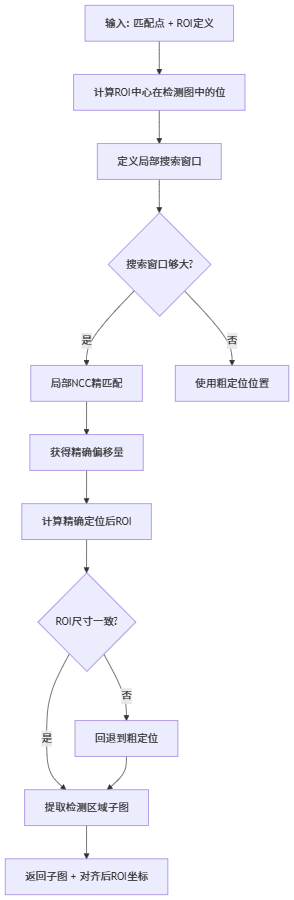 输入: 匹配点 + ROI定义
计算ROI中心在检测图中的位
定义局部搜索窗口
搜索窗口够大?
是
否
局部NCC精匹配
使用粗定位位置
获得精确偏移量
计算精确定位后ROI
ROI尺寸一致?
否
是
回退到粗定位
提取检测区域子图
返回子图 + 对齐后ROI坐标